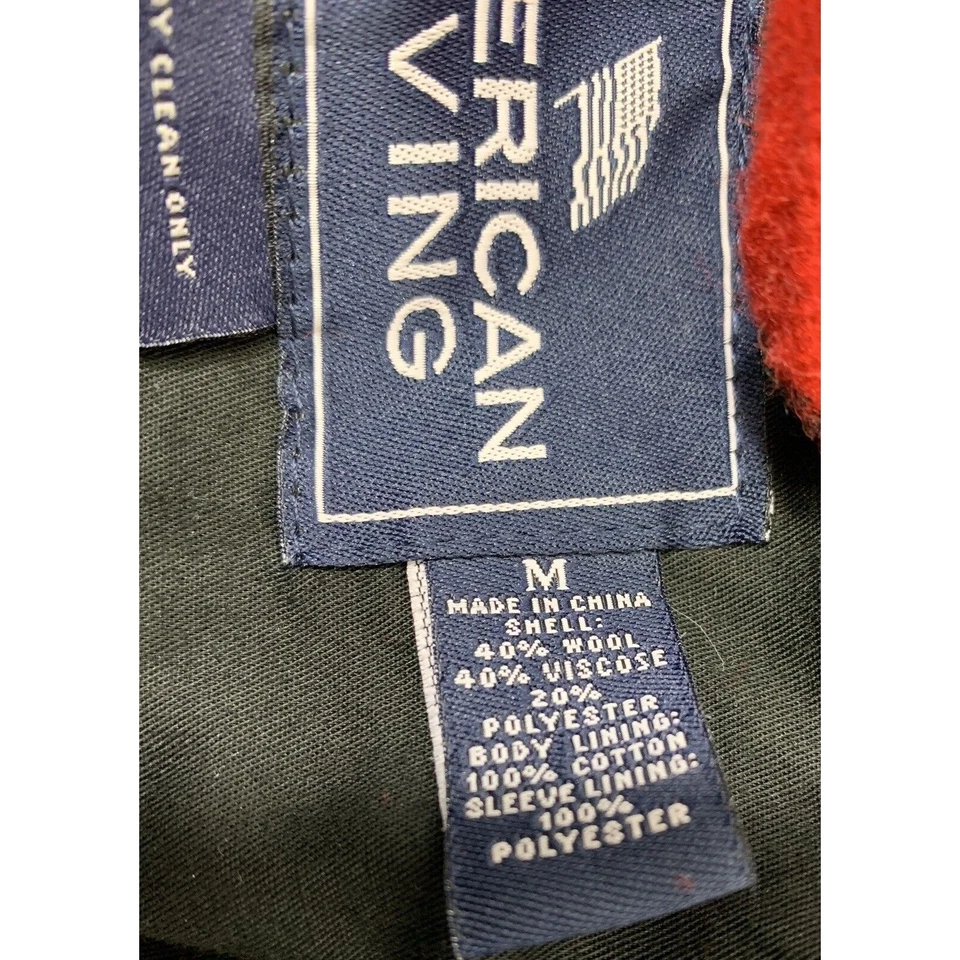 ERICAN
VING
M
MADE IN CHINA
SHELL:
40% WOOL
40% VISCOSE
20%
POLYESTER
BODY LINING:
100% COTTON
SLEEVE LINING:
100%
POLYESTER
RY CLEAN ONLY